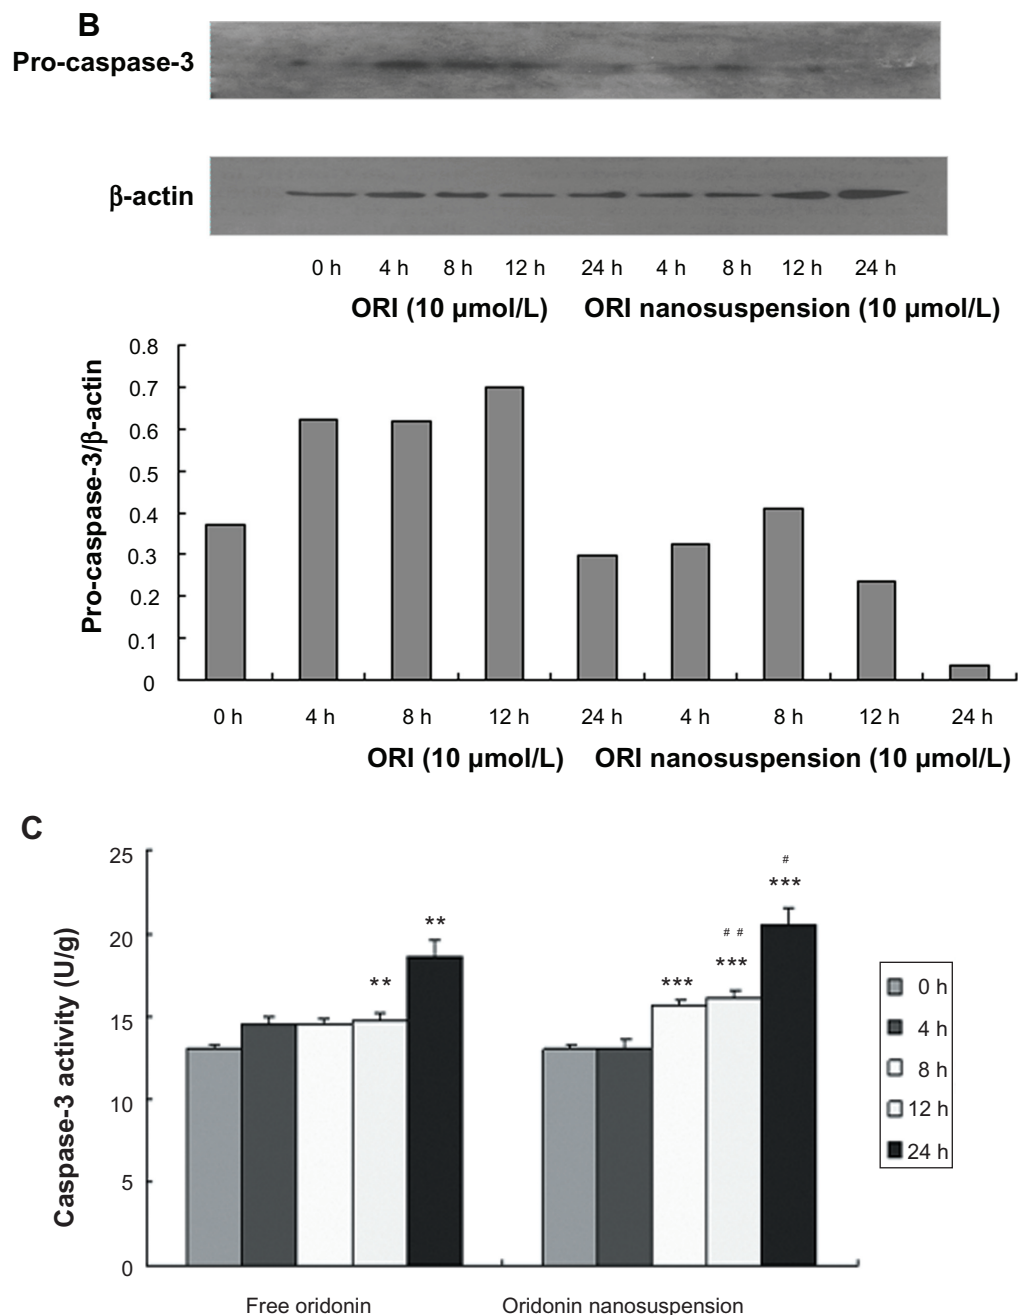 B
Pro-caspase-3
β-actin
0 h 4 h 8 h 12 h 24 h 4 h 8 h 12 h 24 h
ORI (10 µmol/L) ORI nanosuspension (10 µmol/L)
Pro-caspase-3/β-actin
0.8
0.7
0.6
0.5
0.4
0.3
0.2
0.1
0
0 h 4 h 8 h 12 h 24 h 4 h 8 h 12 h 24 h
ORI (10 µmol/L) ORI nanosuspension (10 µmol/L)
C
Caspase-3 activity (U/g)
25
20
15
10
5
0
**
**
***
# #
***
#
***
0 h
4 h
8 h
12 h
24 h
Free oridonin Oridonin nanosuspension